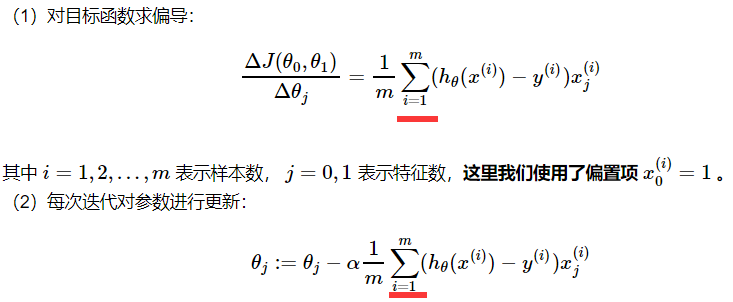 （1）对目标函数求偏导：
\frac{\Delta J(\theta_0,\theta_1)}{\Delta \theta_j} = \frac{1}{m} \sum_{i=1}^{m} (h_\theta(x^{(i)}) - y^{(i)}) x_j^{(i)}
其中 i = 1, 2, ..., m 表示样本数， j = 0, 1 表示特征数，这里我们使用了偏置项 x_0^{(i)} = 1 。
（2）每次迭代对参数进行更新：
\theta_j := \theta_j - \alpha \frac{1}{m} \sum_{i=1}^{m} (h_\theta(x^{(i)}) - y^{(i)}) x_j^{(i)}